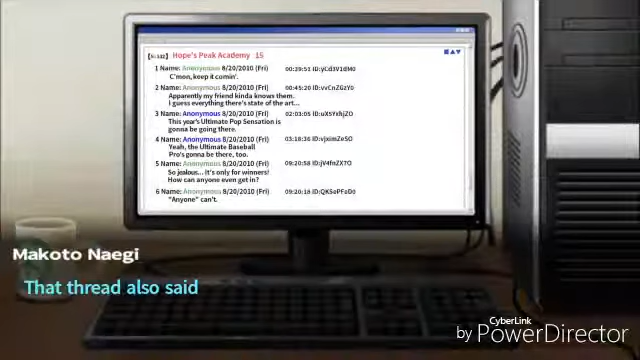 【5:112】 Hope's Peak Academy 15
1 Name: Anonymous 8/20/2010 (Fri) 00:39:51 ID:yCd3V1dM0
C'mon, keep it comin'.
2 Name: Anonymous 8/20/2010 (Fri) 00:45:20 ID:vvCnZGzY0
Apparently my friend kinda knows them.
I guess everything there's state of the art...
3 Name: Anonymous 8/20/2010 (Fri) 02:03:05 ID:uX5YkhjZO
This year's Ultimate Pop Sensation is
gonna be going there.
4 Name: Anonymous 8/20/2010 (Fri) 03:18:36 ID:vjximZeSO
Yeah, the Ultimate Baseball
Pro's gonna be there, too.
5 Name: Anonymous 8/20/2010 (Fri) 09:20:58 ID:jV4fnZX7O
So jealous... It's only for winners!
How can anyone even get in?
6 Name: Anonymous 8/20/2010 (Fri) 09:20:18 ID:QKSePFoD0
"Anyone" can't.
Makoto Naegi
That thread also said
CyberLink
by PowerDirector